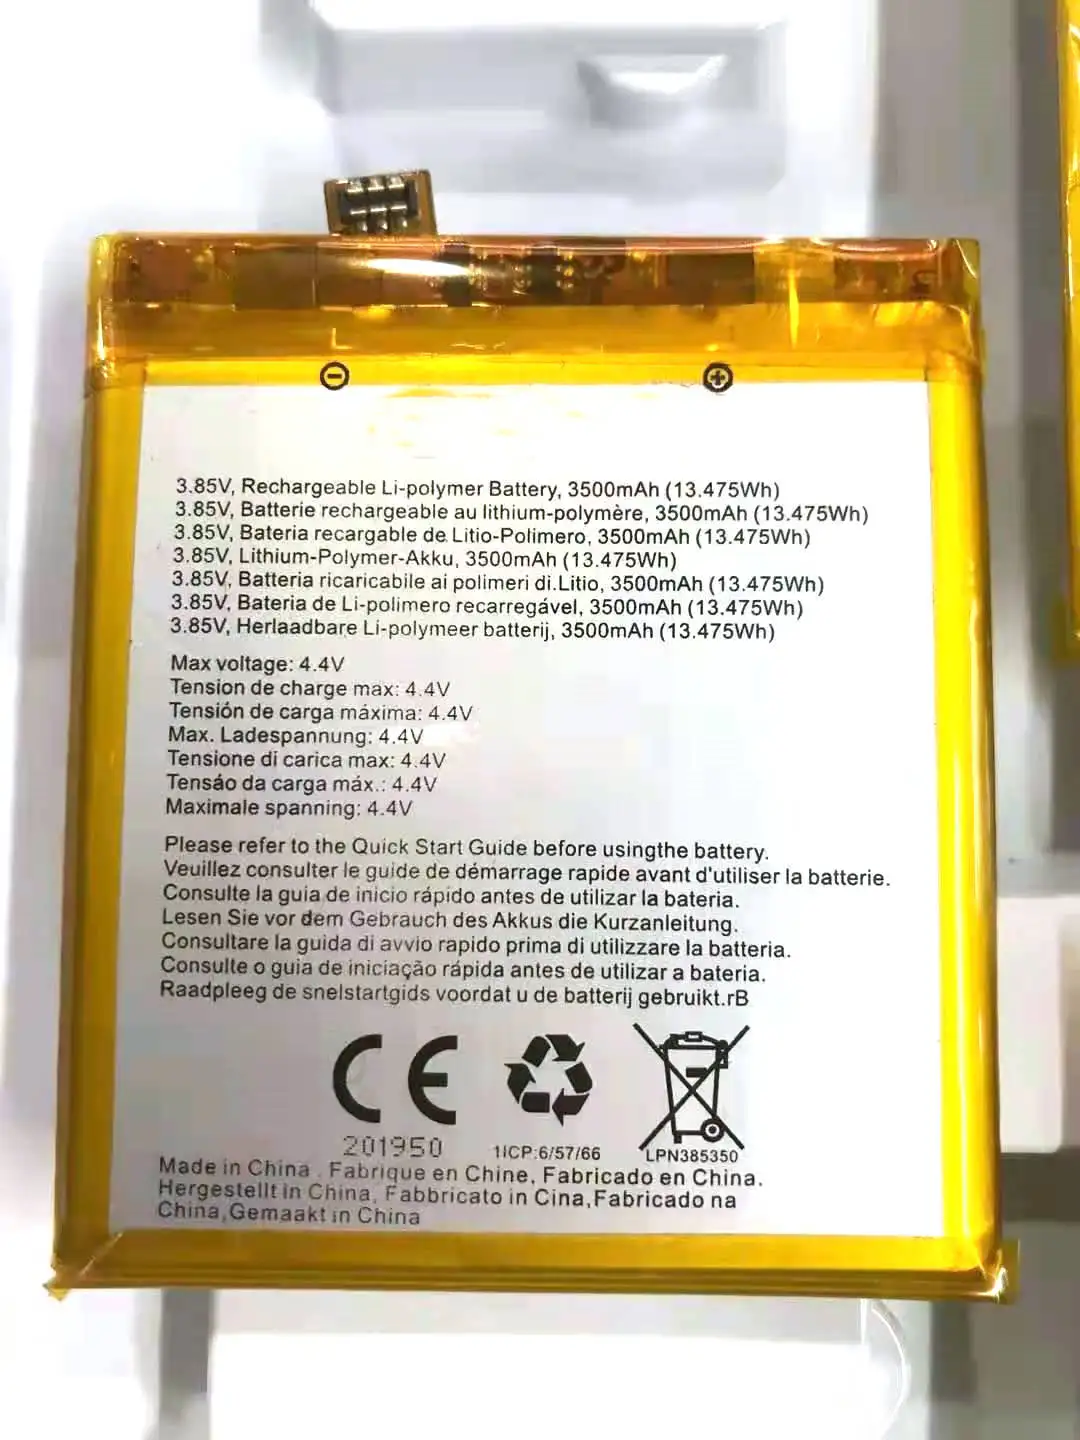 3.85V, Rechargeable Li-polymer Battery, 3500mAh (13.475Wh)
3.85V, Batterie rechargeable au lithium-polymère, 3500mAh (13.475Wh)
3.85V, Bateria recargable de Litio-Polimero, 3500mAh (13.475Wh)
3.85V, Lithium-Polymer-Akku, 3500mAh (13.475Wh)
3.85V, Batteria ricaricabile ai polimeri di.Litio, 3500mAh (13.475Wh)
3.85V, Bateria de Li-polimero recarregável, 3500mAh (13.475Wh)
3.85V, Herlaadbare Li-polymeer batterij, 3500mAh (13.475Wh)
Max voltage: 4.4V
Tension de charge max: 4.4V
Tensión de carga máxima: 4.4V
Max. Ladespannung: 4.4V
Tensione di carica max: 4.4V
Tensáo da carga máx.: 4.4V
Maximale spanning: 4.4V
Please refer to the Quick Start Guide before usingthe battery.
Veuillez consulter le guide de démarrage rapide avant d'utiliser la batterie.
Consulte la guia de inicio rápido antes de utilizar la bateria.
Lesen Sie vor dem Gebrauch des Akkus die Kurzanleitung.
Consultare la guida di avvio rapido prima di utilizzare la batteria.
Consulte o guia de iniciação rápida antes de utilizar a bateria.
Raadpleeg de snelstartgids voordat u de batterij gebruikt.rB
CE
201950 1ICP:6/57/66 LPN385350
Made in China . Fabrique en Chine, Fabricado en China.
Hergestellt in China, Fabbricato in Cina,Fabricado na
China,Gemaakt in China